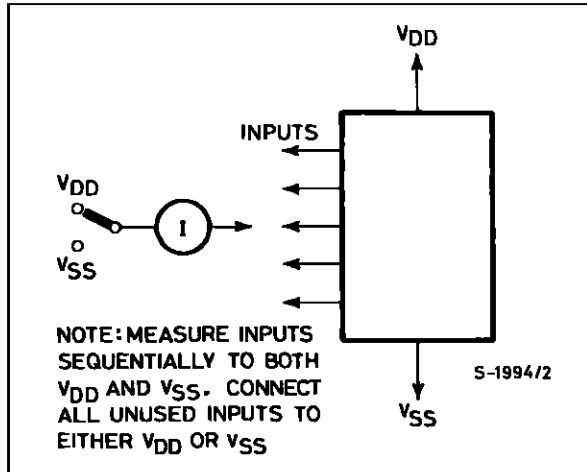 VDD
INPUTS
VDD
I
VSS
NOTE: MEASURE INPUTS
SEQUENTIALLY TO BOTH
VDD AND VSS. CONNECT
ALL UNUSED INPUTS TO
EITHER VDD OR VSS
S-1994/2
VSS